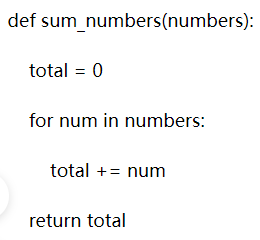 def sum_numbers(numbers):
    total = 0
    for num in numbers:
        total += num
    return total